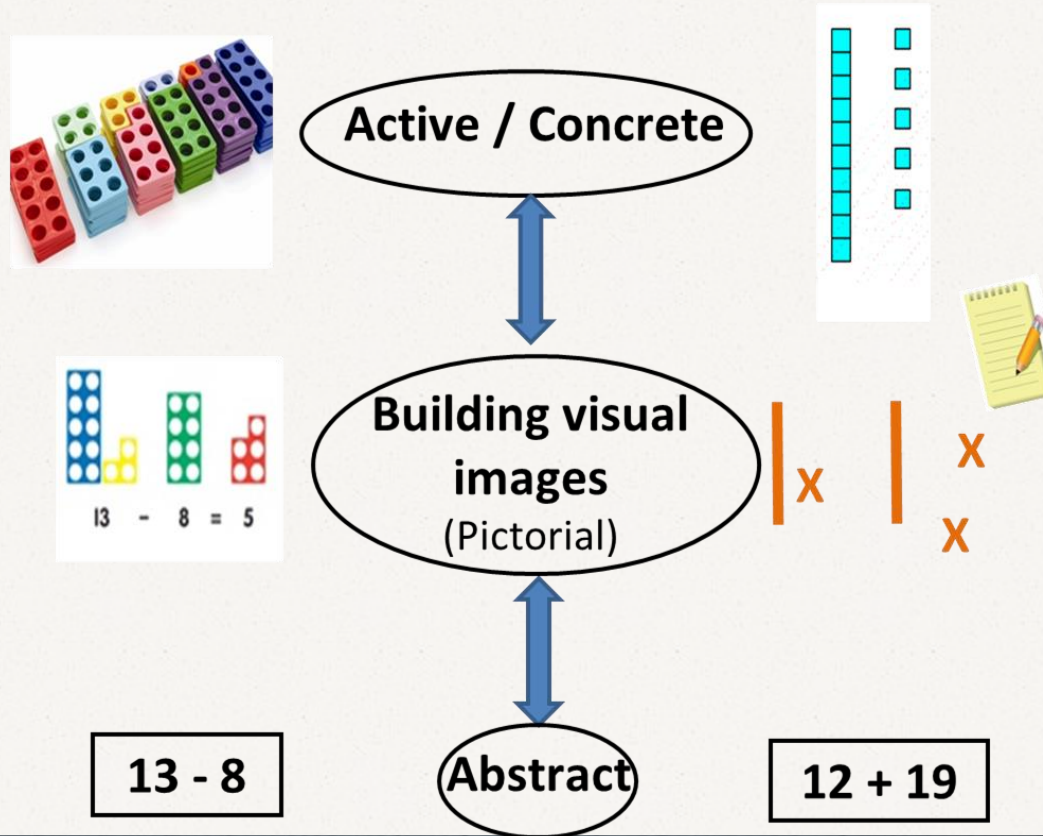 Active / Concrete
Building visual
images
(Pictorial)
13 - 8 = 5
X
X
X
Abstract
13 - 8
12 + 19